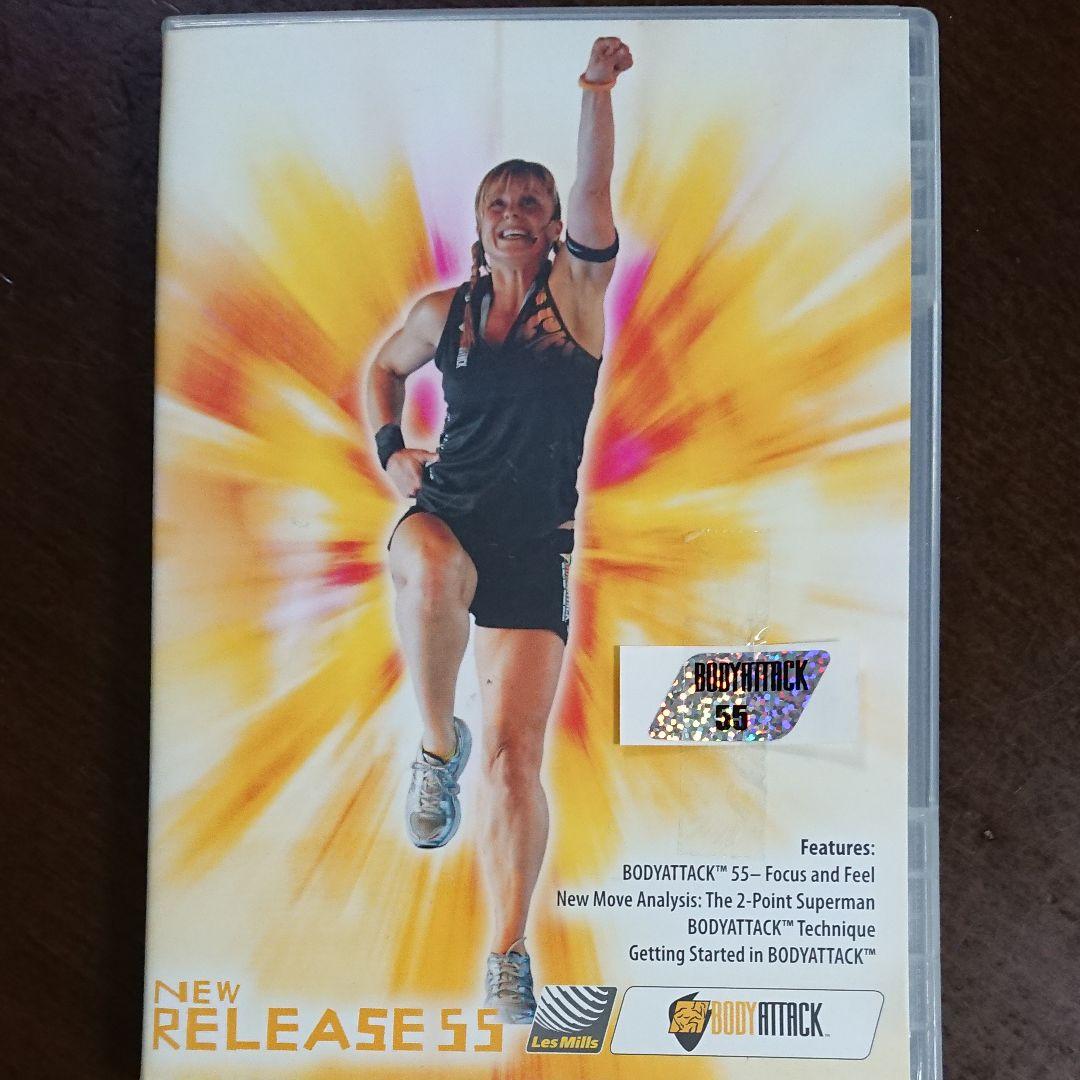 BODYATTACK
55
Features:
BODYATTACK™ 55– Focus and Feel
New Move Analysis: The 2-Point Superman
BODYATTACK™ Technique
Getting Started in BODYATTACK™
NEW
RELEASE 55
Les Mills
BODYATTACK™